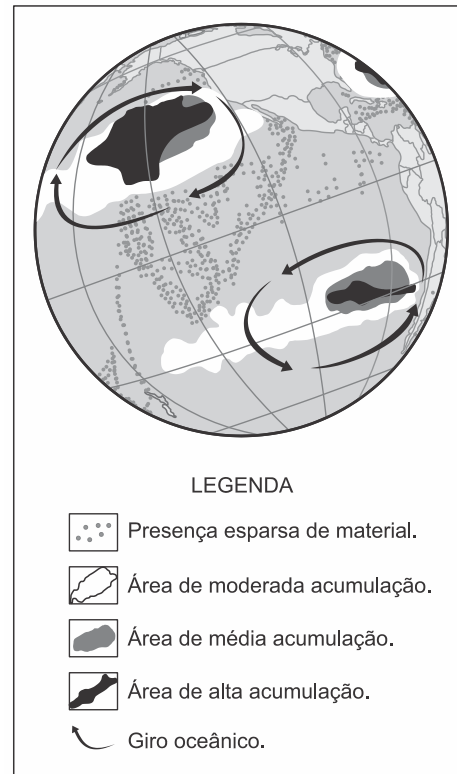 LEGENDA
Presença esparsa de material.
Área de moderada acumulação.
Área de média acumulação.
Área de alta acumulação.
Giro oceânico.